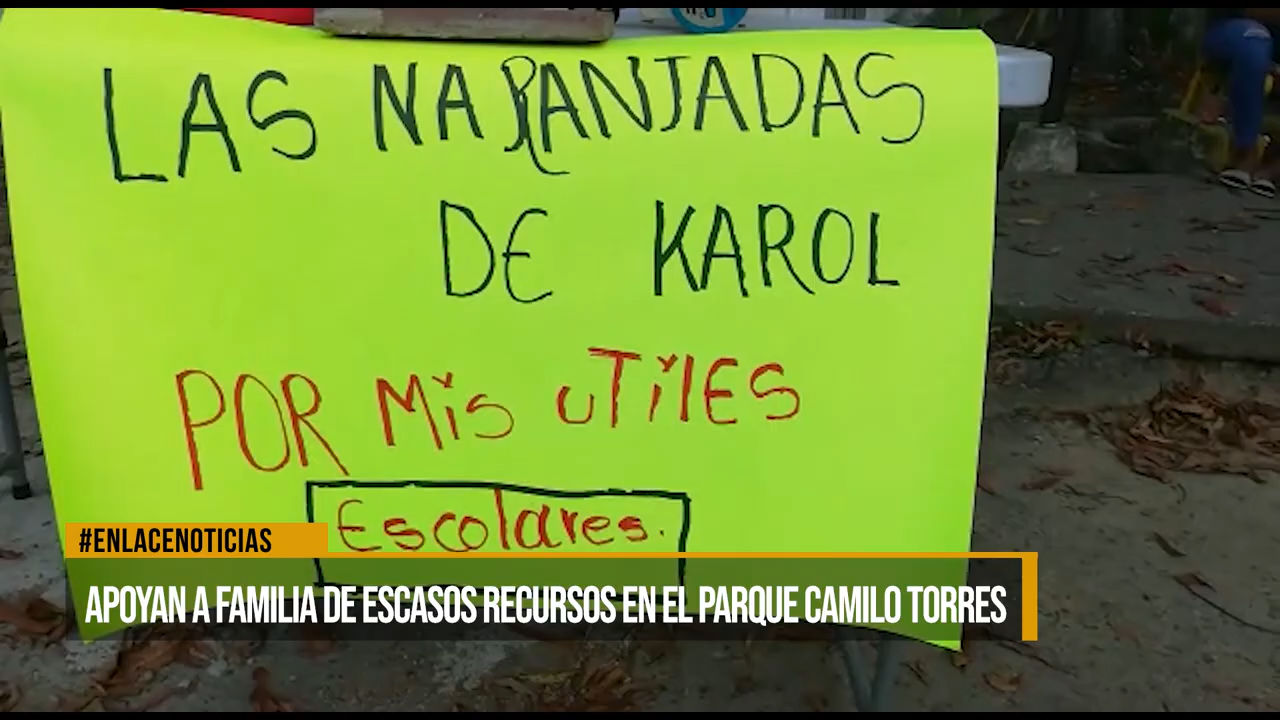 LAS NARANJADAS
DE KAROL
POR Mis uTiLES
Escolares.
#ENLACENOTICIAS
APOYAN A FAMILIA DE ESCASOS RECURSOS EN EL PARQUE CAMILO TORRES